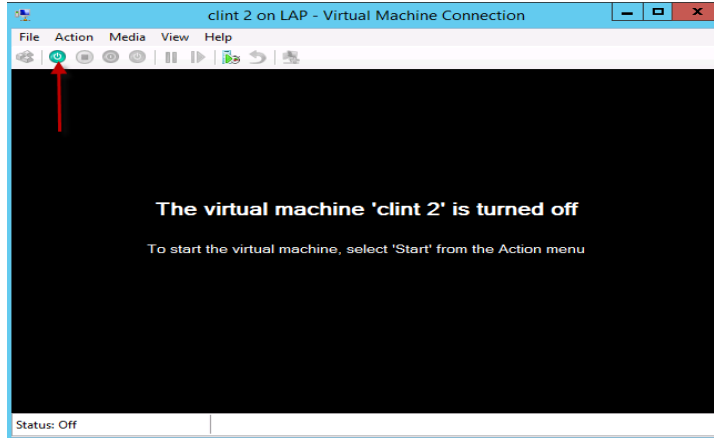 clint 2 on LAP - Virtual Machine Connection
File Action Media View Help
The virtual machine 'clint 2' is turned off
To start the virtual machine, select 'Start' from the Action menu
Status: Off